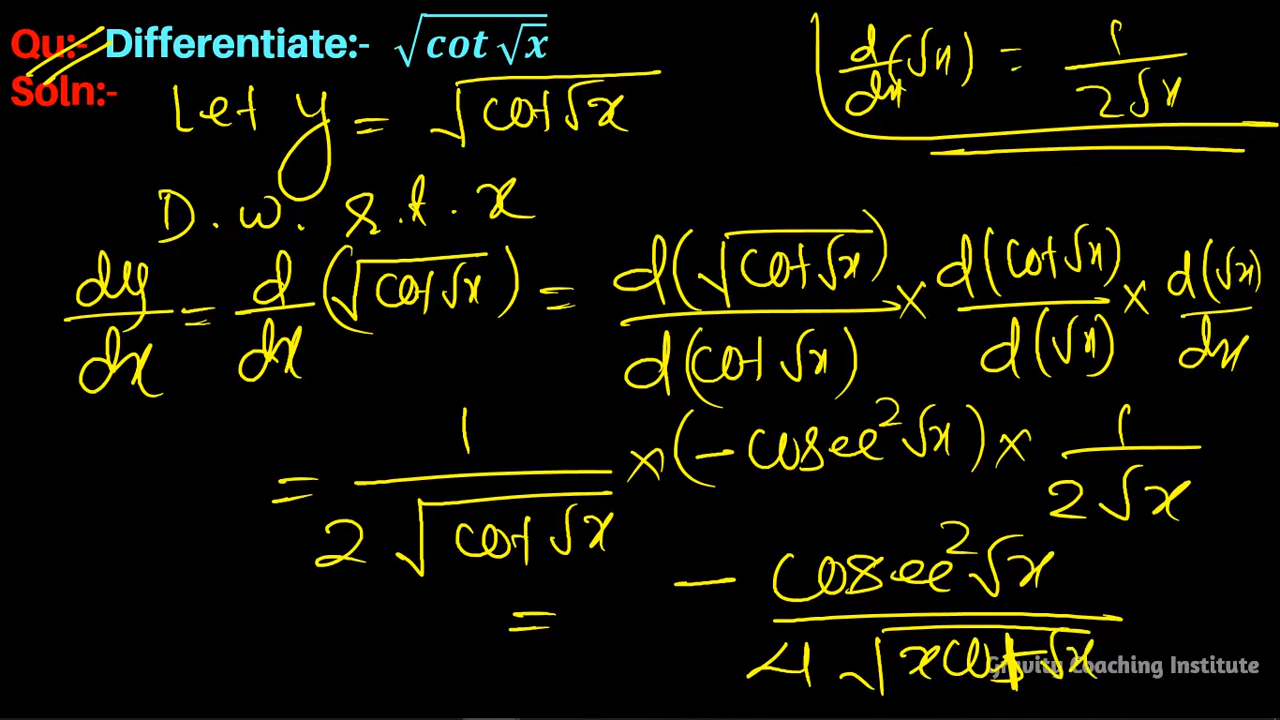 Qu:- Differentiate:- √(cot √x)
d/dx (√x) = 1/(2√x)
Soln:- Let y = √(cot √x)
D.w.r.t. x
dy/dx = d/dx (√(cot √x)) = d(√(cot √x))/d(cot √x) × d(cot √x)/d(√x) × d(√x)/dx
= 1/(2√(cot √x)) × (-cosec² √x) × 1/(2√x)
= - cosec² √x/(4√(x cot √x))
Gravity Coaching Institute